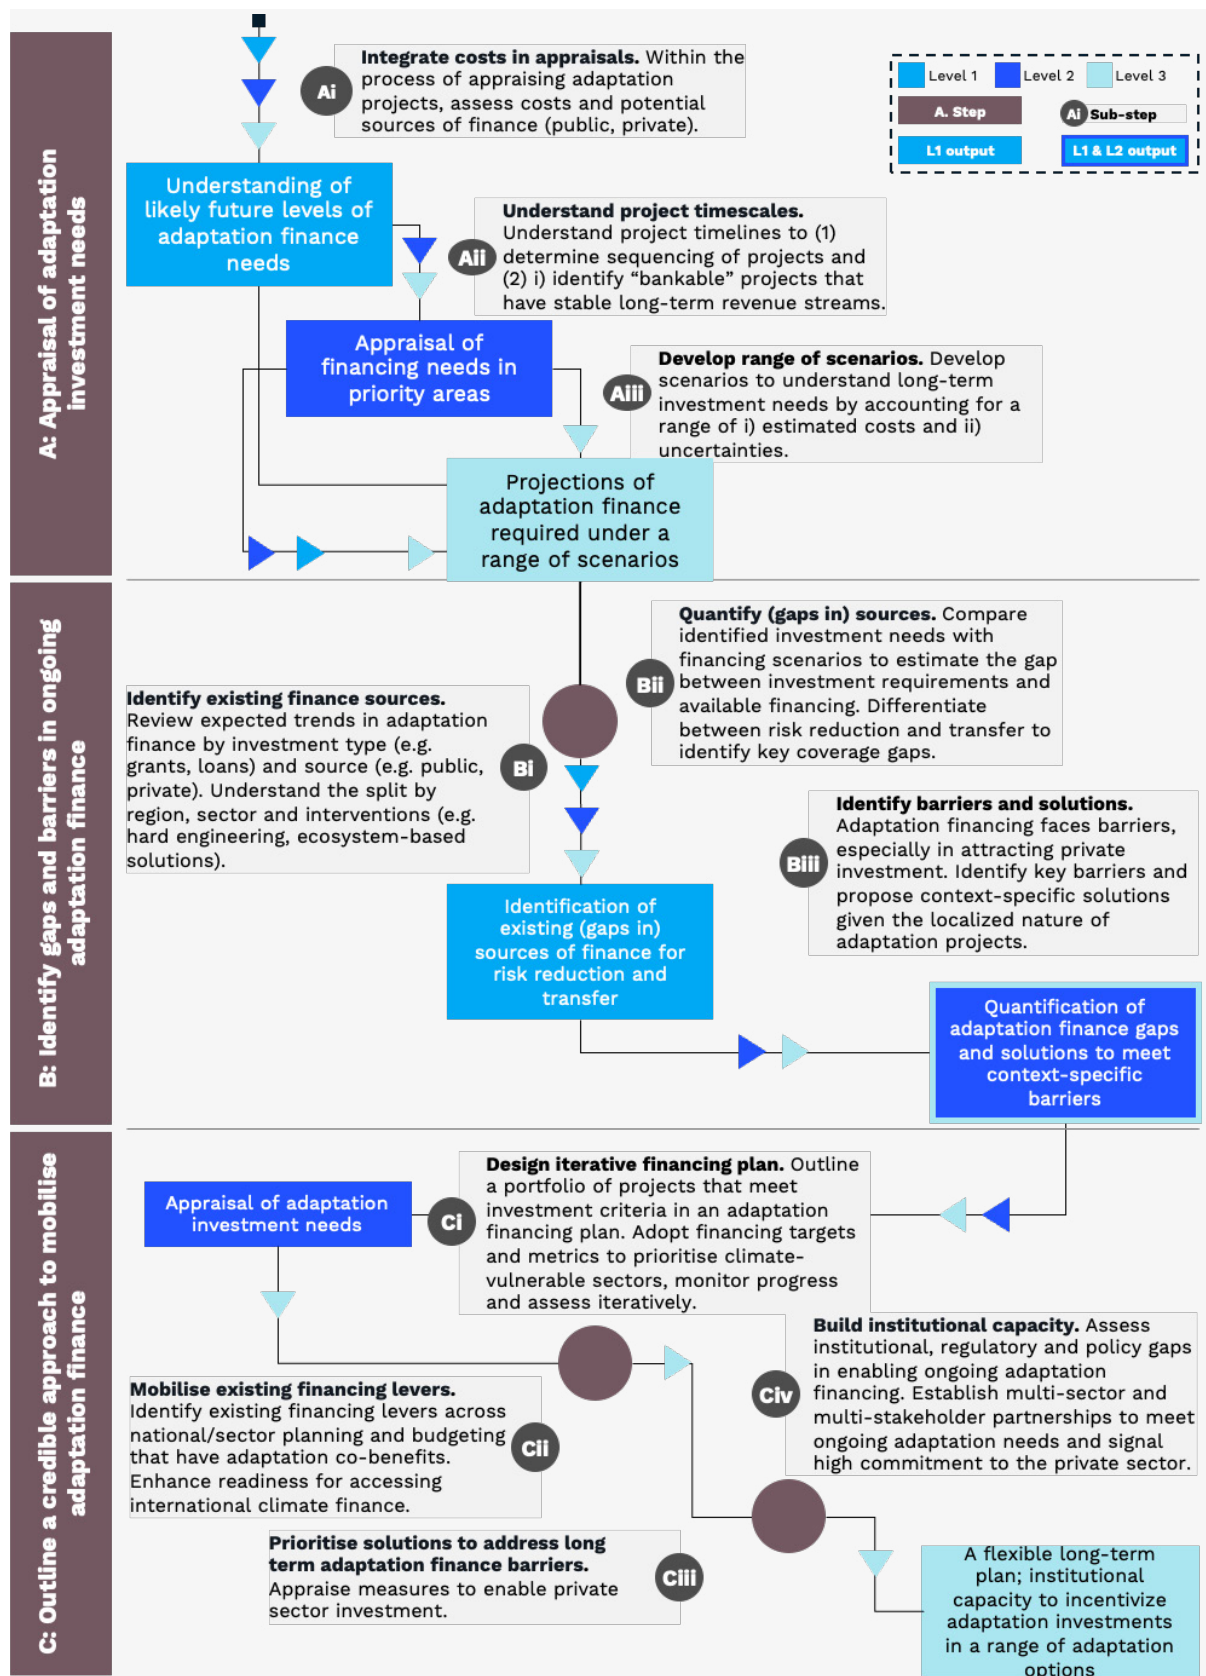 A: Appraisal of adaptation
investment needs
Ai
Integrate costs in appraisals. Within the
process of appraising adaptation
projects, assess costs and potential
sources of finance (public, private).
Level 1
Level 2
Level 3
A. Step
Ai Sub-step
L1 output
L1 & L2 output
Understanding of
likely future levels of
adaptation finance
needs
Aii
Understand project timescales.
Understand project timelines to (1)
determine sequencing of projects and
(2) i) identify “bankable” projects that
have stable long-term revenue streams.
Appraisal of
financing needs in
priority areas
Aiii
Develop range of scenarios. Develop
scenarios to understand long-term
investment needs by accounting for a
range of i) estimated costs and ii)
uncertainties.
Projections of
adaptation finance
required under a
range of scenarios
B: Identify gaps and barriers in ongoing
adaptation finance
Bii
Quantify (gaps in) sources. Compare
identified investment needs with
financing scenarios to estimate the gap
between investment requirements and
available financing. Differentiate
between risk reduction and transfer to
identify key coverage gaps.
Identify existing finance sources.
Review expected trends in adaptation
finance by investment type (e.g.
grants, loans) and source (e.g. public,
private). Understand the split by
region, sector and interventions (e.g.
hard engineering, ecosystem-based
solutions).
Bi
Biii
Identify barriers and solutions.
Adaptation financing faces barriers,
especially in attracting private
investment. Identify key barriers and
propose context-specific solutions
given the localized nature of
adaptation projects.
Identification of
existing (gaps in)
sources of finance for
risk reduction and
transfer
Quantification of
adaptation finance gaps
and solutions to meet
context-specific
barriers
C: Outline a credible approach to mobilise
adaptation finance
Appraisal of adaptation
investment needs
Ci
Design iterative financing plan. Outline
a portfolio of projects that meet
investment criteria in an adaptation
financing plan. Adopt financing targets
and metrics to prioritise climate-
vulnerable sectors, monitor progress
and assess iteratively.
Civ
Build institutional capacity. Assess
institutional, regulatory and policy gaps
in enabling ongoing adaptation
financing. Establish multi-sector and
multi-stakeholder partnerships to meet
ongoing adaptation needs and signal
high commitment to the private sector.
Mobilise existing financing levers.
Identify existing financing levers across
national/sector planning and budgeting
that have adaptation co-benefits.
Enhance readiness for accessing
international climate finance.
Cii
Prioritise solutions to address long
term adaptation finance barriers.
Appraise measures to enable private
sector investment.
Ciii
A flexible long-term
plan; institutional
capacity to incentivize
adaptation investments
in a range of adaptation
options